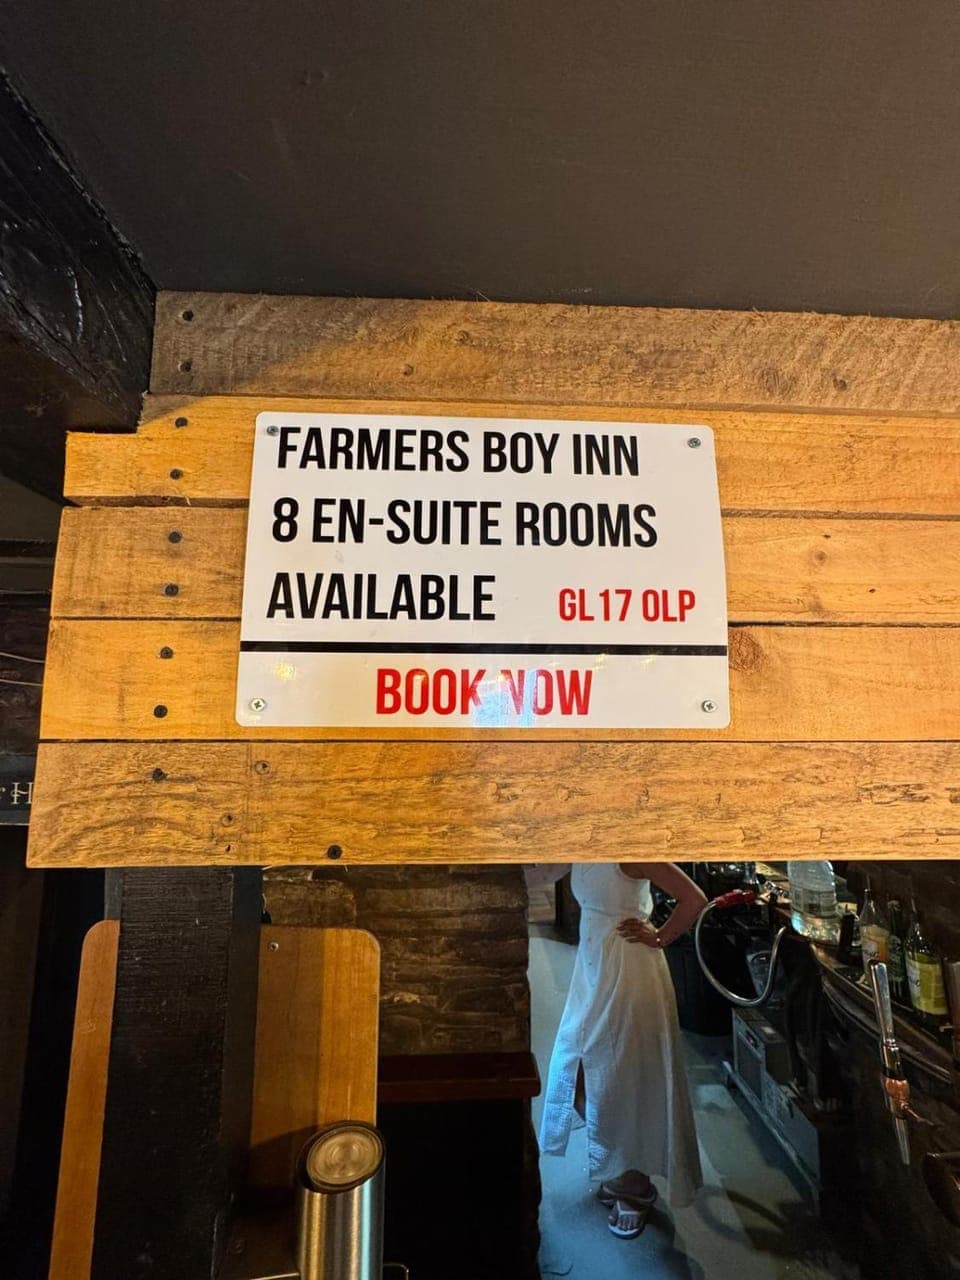 FARMERS BOY INN
8 EN-SUITE ROOMS
AVAILABLE GL17 0LP
BOOK NOW